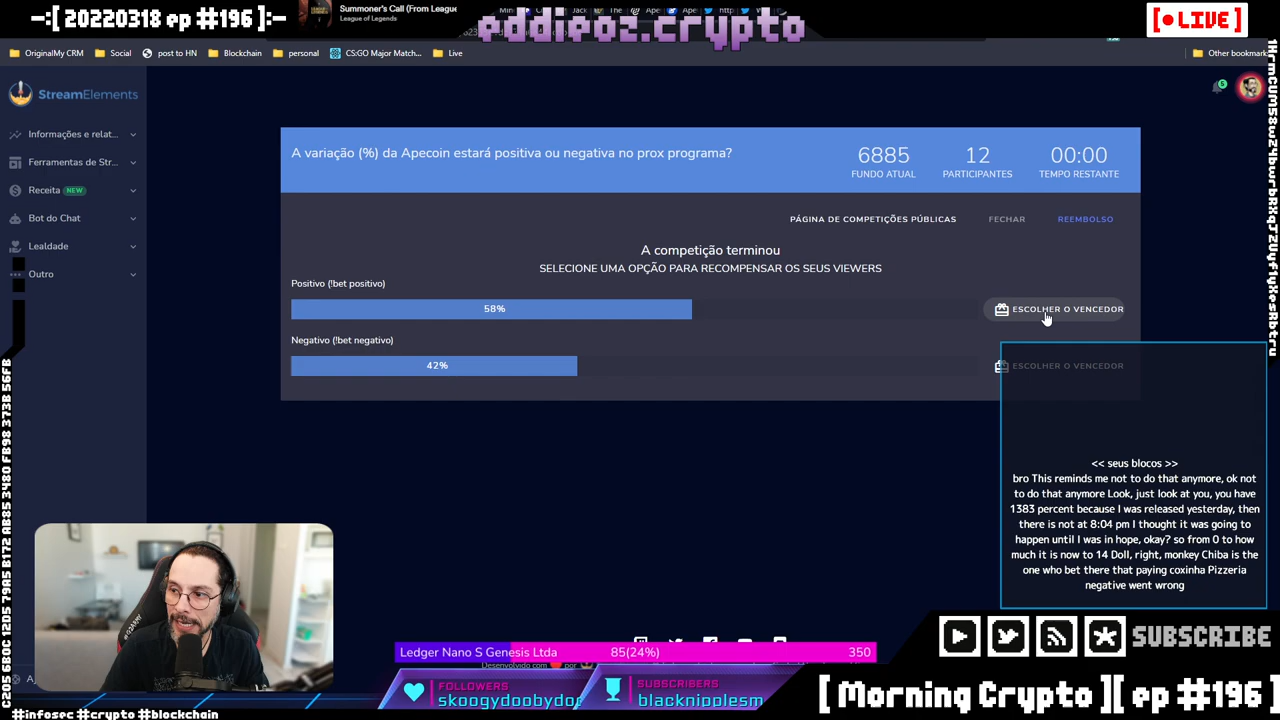 -:[ 20220318 ep #196 ]:-
Summoner's Call (From League
League of Legends
eddieoz.crypto
[●LIVE]
OriginalMy CRM
Social
post to HN
Blockchain
personal
CS:GO Major Match...
Live
Other bookmark
StreamElements
Informações e relat...
Ferramentas de Str...
Receita NEW
Bot do Chat
Lealdade
Outro
5
A variação (%) da Apecoin estará positiva ou negativa no prox programa?
6885
FUNDO ATUAL
12
PARTICIPANTES
00:00
TEMPO RESTANTE
PÁGINA DE COMPETIÇÕES PÚBLICAS
FECHAR
REEMBOLSO
A competição terminou
SELECIONE UMA OPÇÃO PARA RECOMPENSAR OS SEUS VIEWERS
Positivo (!bet positivo)
58%
ESCOLHER O VENCEDOR
Negativo (!bet negativo)
42%
ESCOLHER O VENCEDOR
<< seus blocos >>
bro This reminds me not to do that anymore, ok not
to do that anymore Look, just look at you, you have
1383 percent because I was released yesterday, then
there is not at 8:04 pm I thought it was going to
happen until I was in hope, okay? so from 0 to how
much it is now to 14 Doll, right, monkey Chiba is the
one who bet there that paying coxinha Pizzeria
negative went wrong
SUBSCRIBE
Ledger Nano S Genesis Ltda
85(24%)
350
Desenvolvido com
por
FOLLOWERS
skoogydoobydoo
SUBSCRIBERS
blacknipplesm
[ Morning Crypto ][ ep #196 ]
#infosec #crypto #blockchain